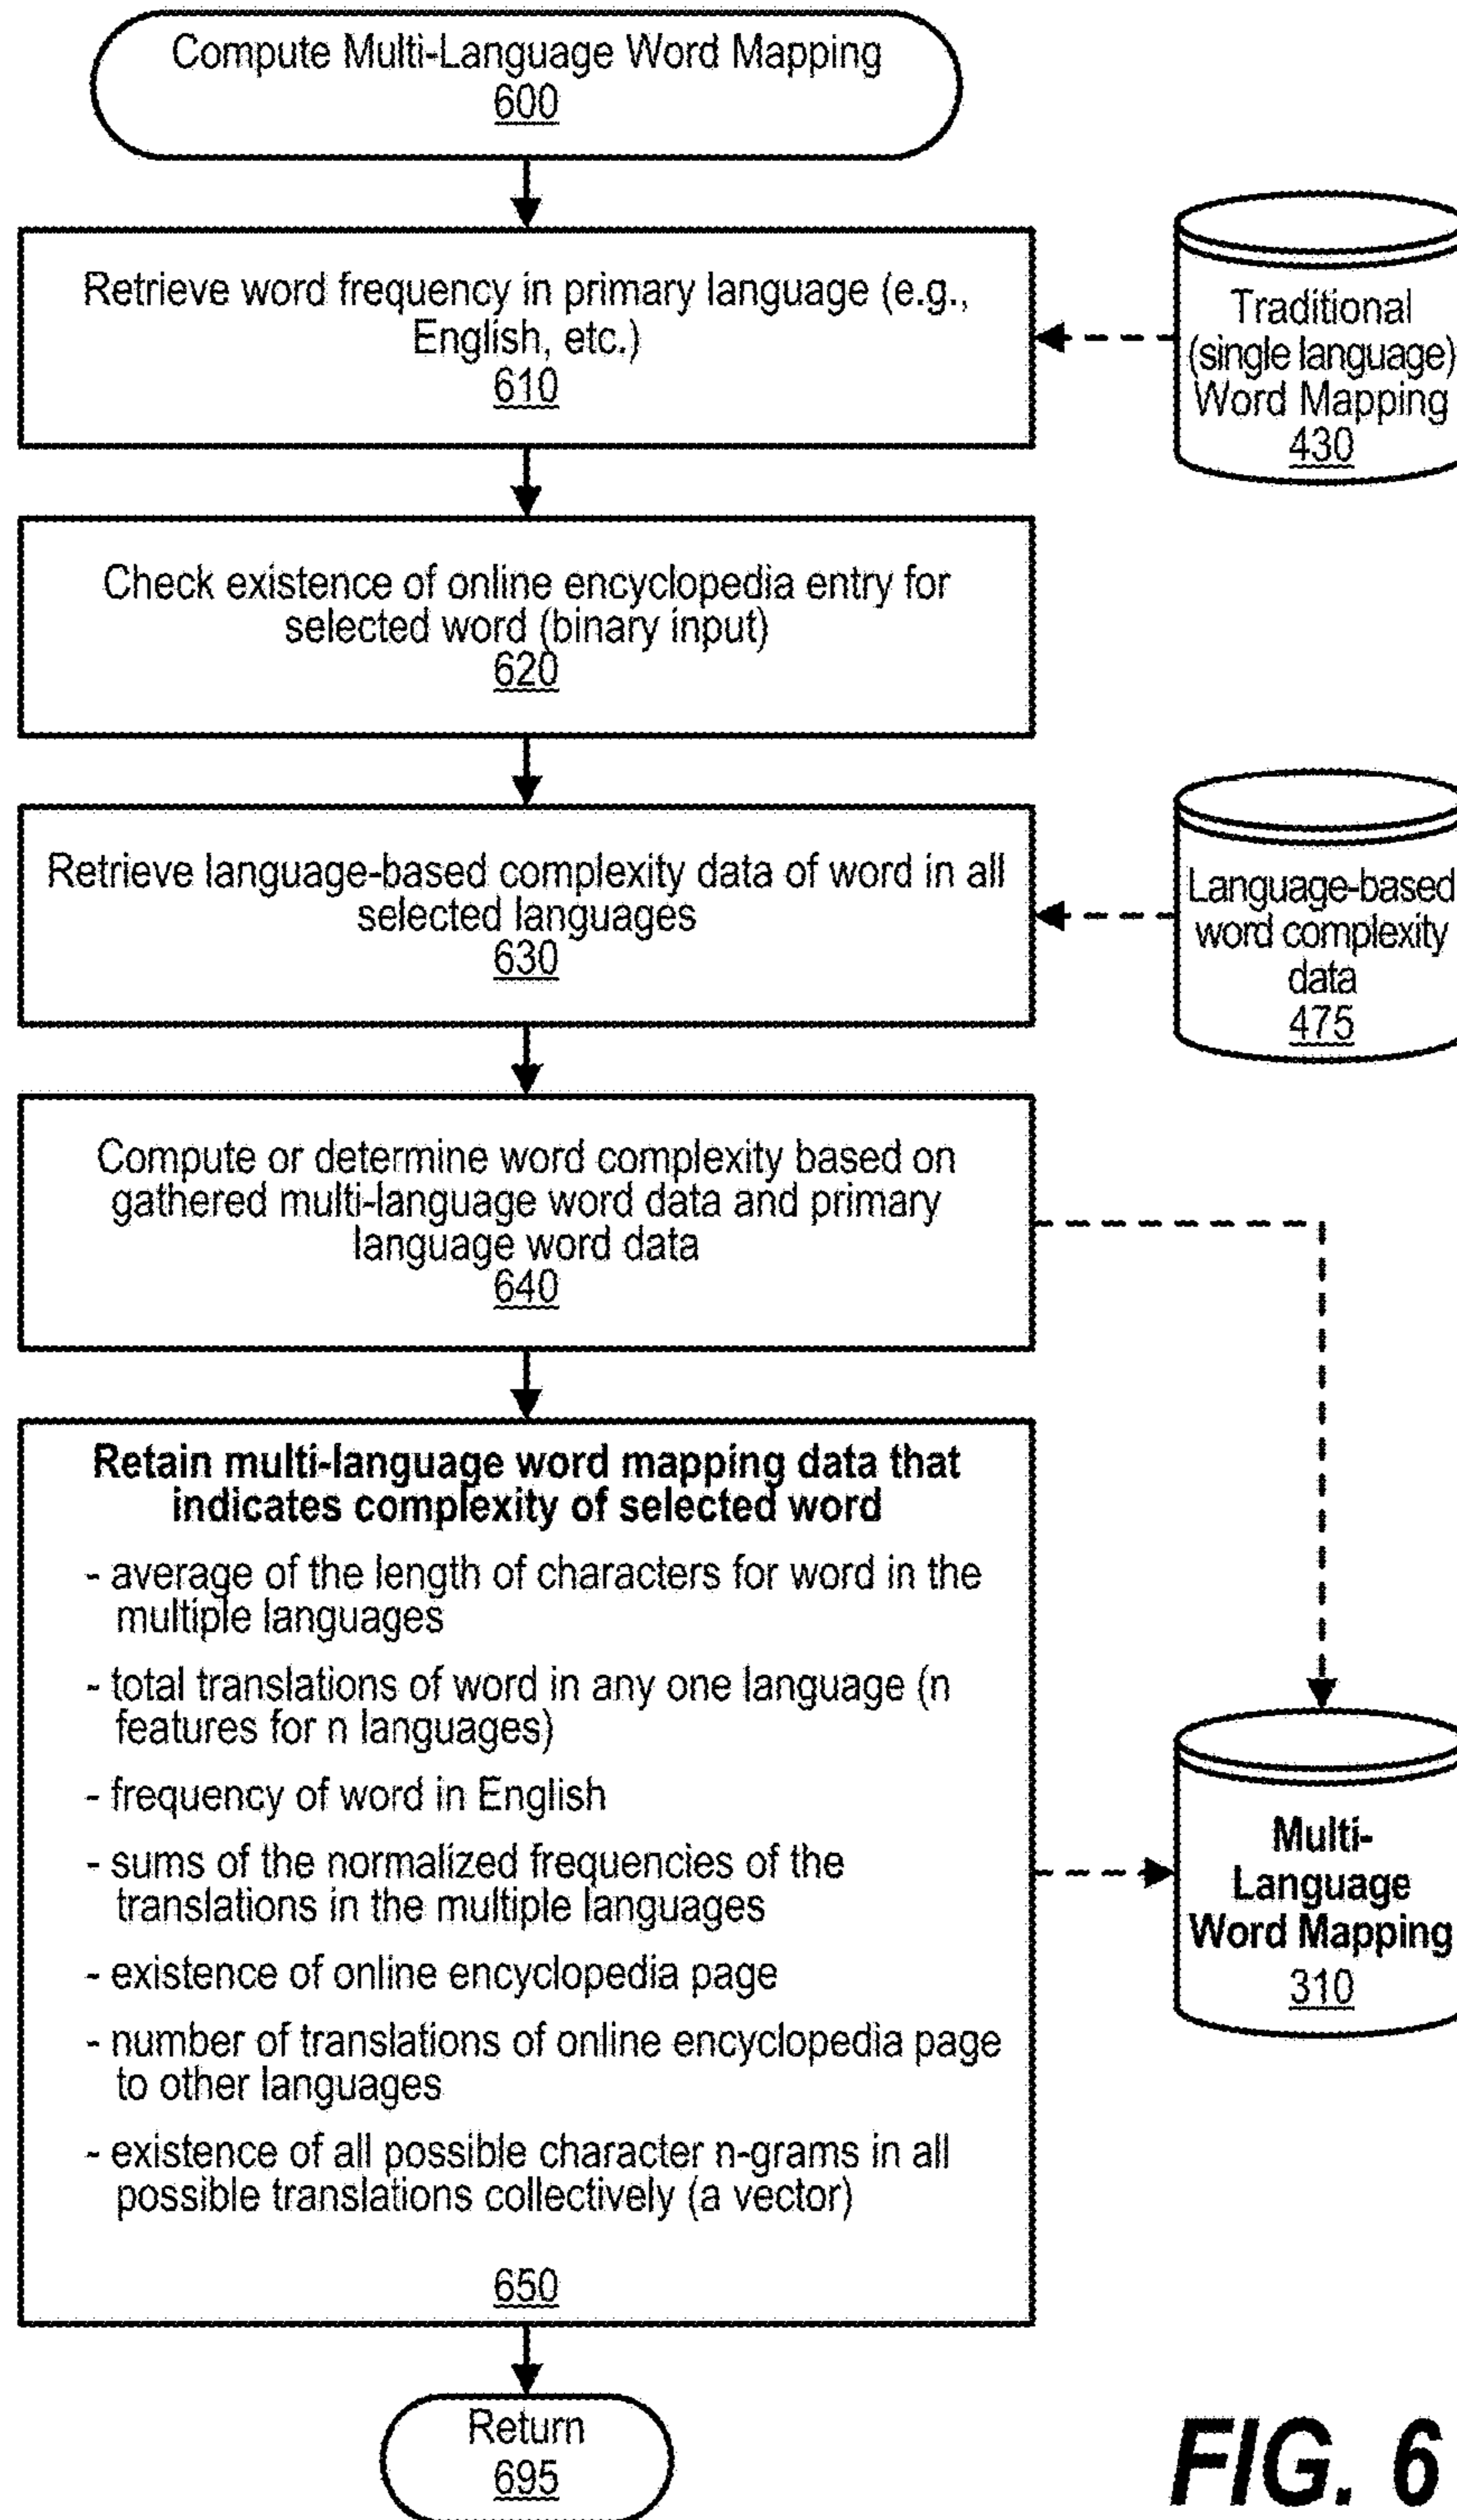 Compute Multi-Language Word Mapping
600
Retrieve word frequency in primary language (e.g.,
English, etc.)
610
Traditional
(single language)
Word Mapping
430
Check existence of online encyclopedia entry for
selected word (binary input)
620
Retrieve language-based complexity data of word in all
selected languages
630
Language-based
word complexity
data
475
Compute or determine word complexity based on
gathered multi-language word data and primary
language word data
640
Retain multi-language word mapping data that
indicates complexity of selected word
- average of the length of characters for word in the
multiple languages
- total translations of word in any one language (n
features for n languages)
- frequency of word in English
- sums of the normalized frequencies of the
translations in the multiple languages
- existence of online encyclopedia page
- number of translations of online encyclopedia page
to other languages
- existence of all possible character n-grams in all
possible translations collectively (a vector)
650
Multi-
Language
Word Mapping
310
Return
695
FIG. 6